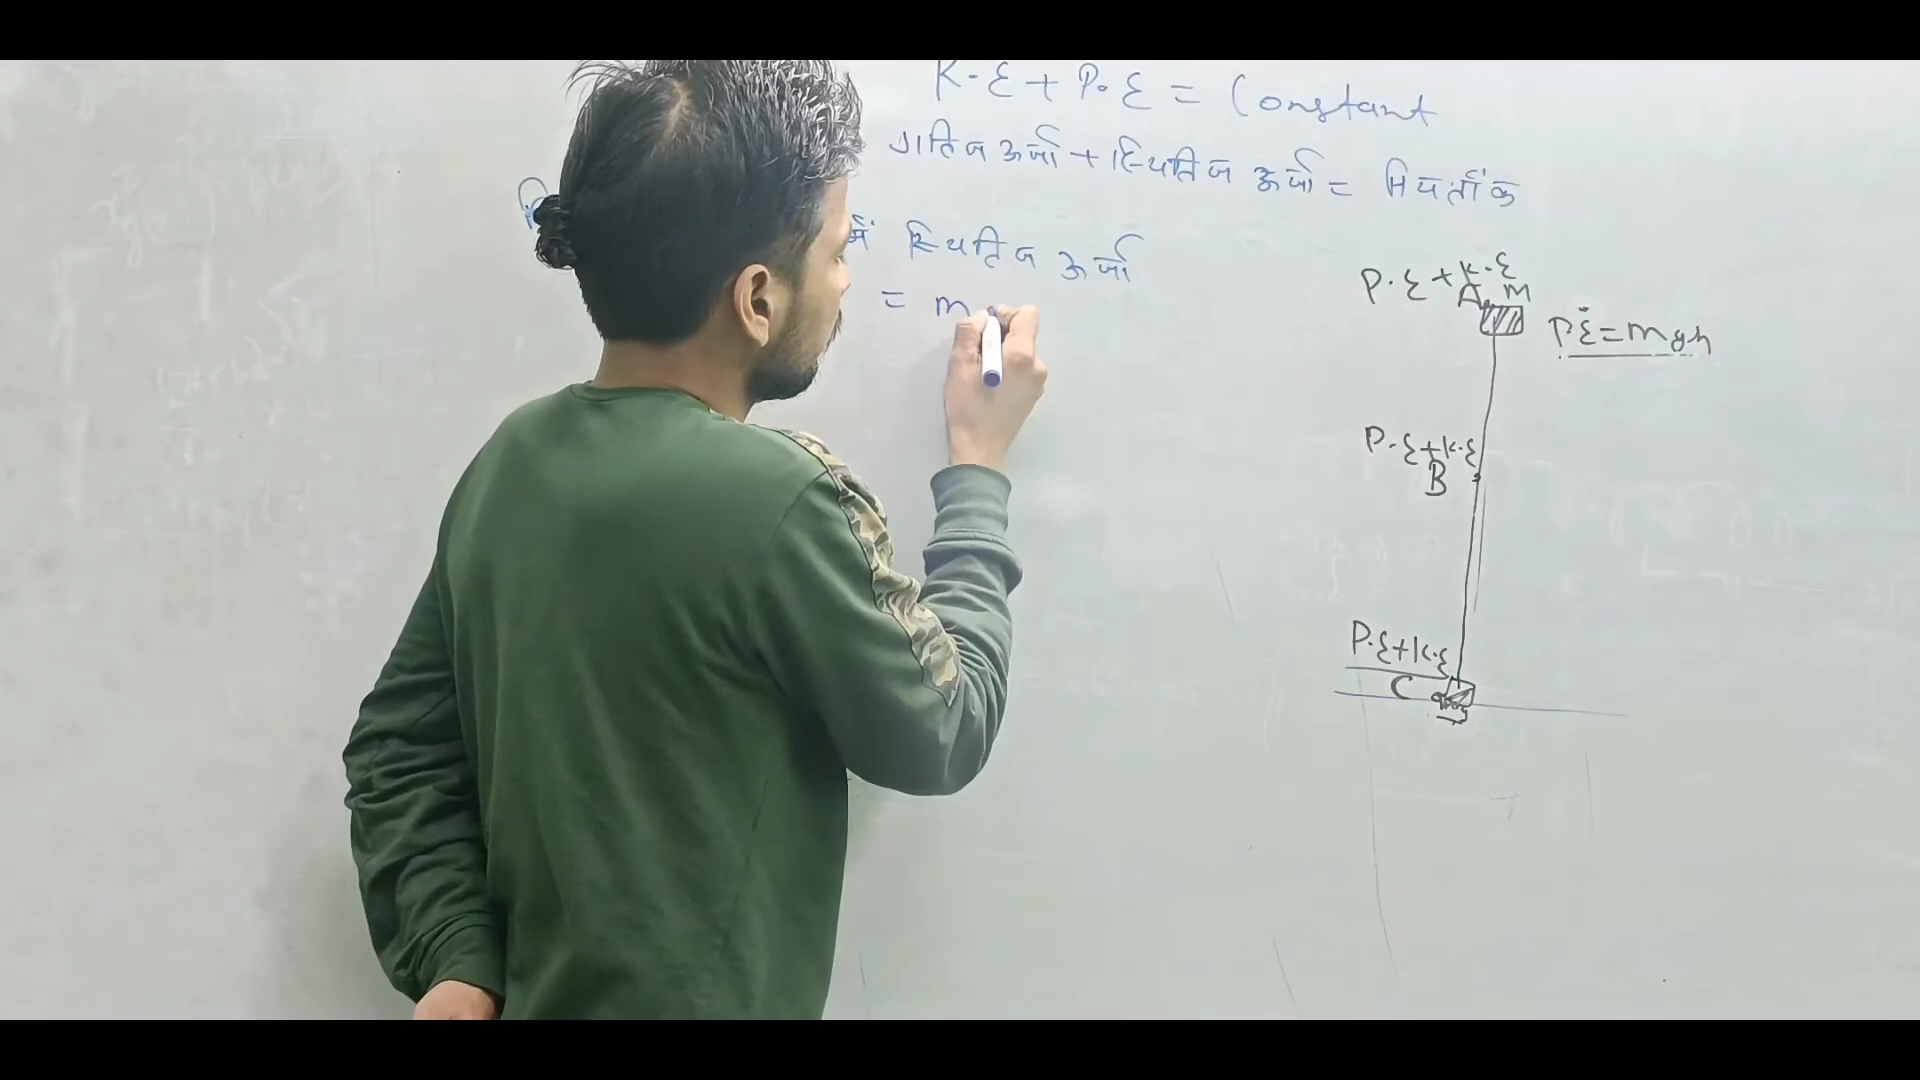 K.E + P.E = Constant
गतिज ऊर्जा + स्थितिज ऊर्जा = नियतांक
में स्थितिज ऊर्जा
= m
P.E + K.E
A M
P.E = mgh
P.E + K.E
B
P.E + K.E
C